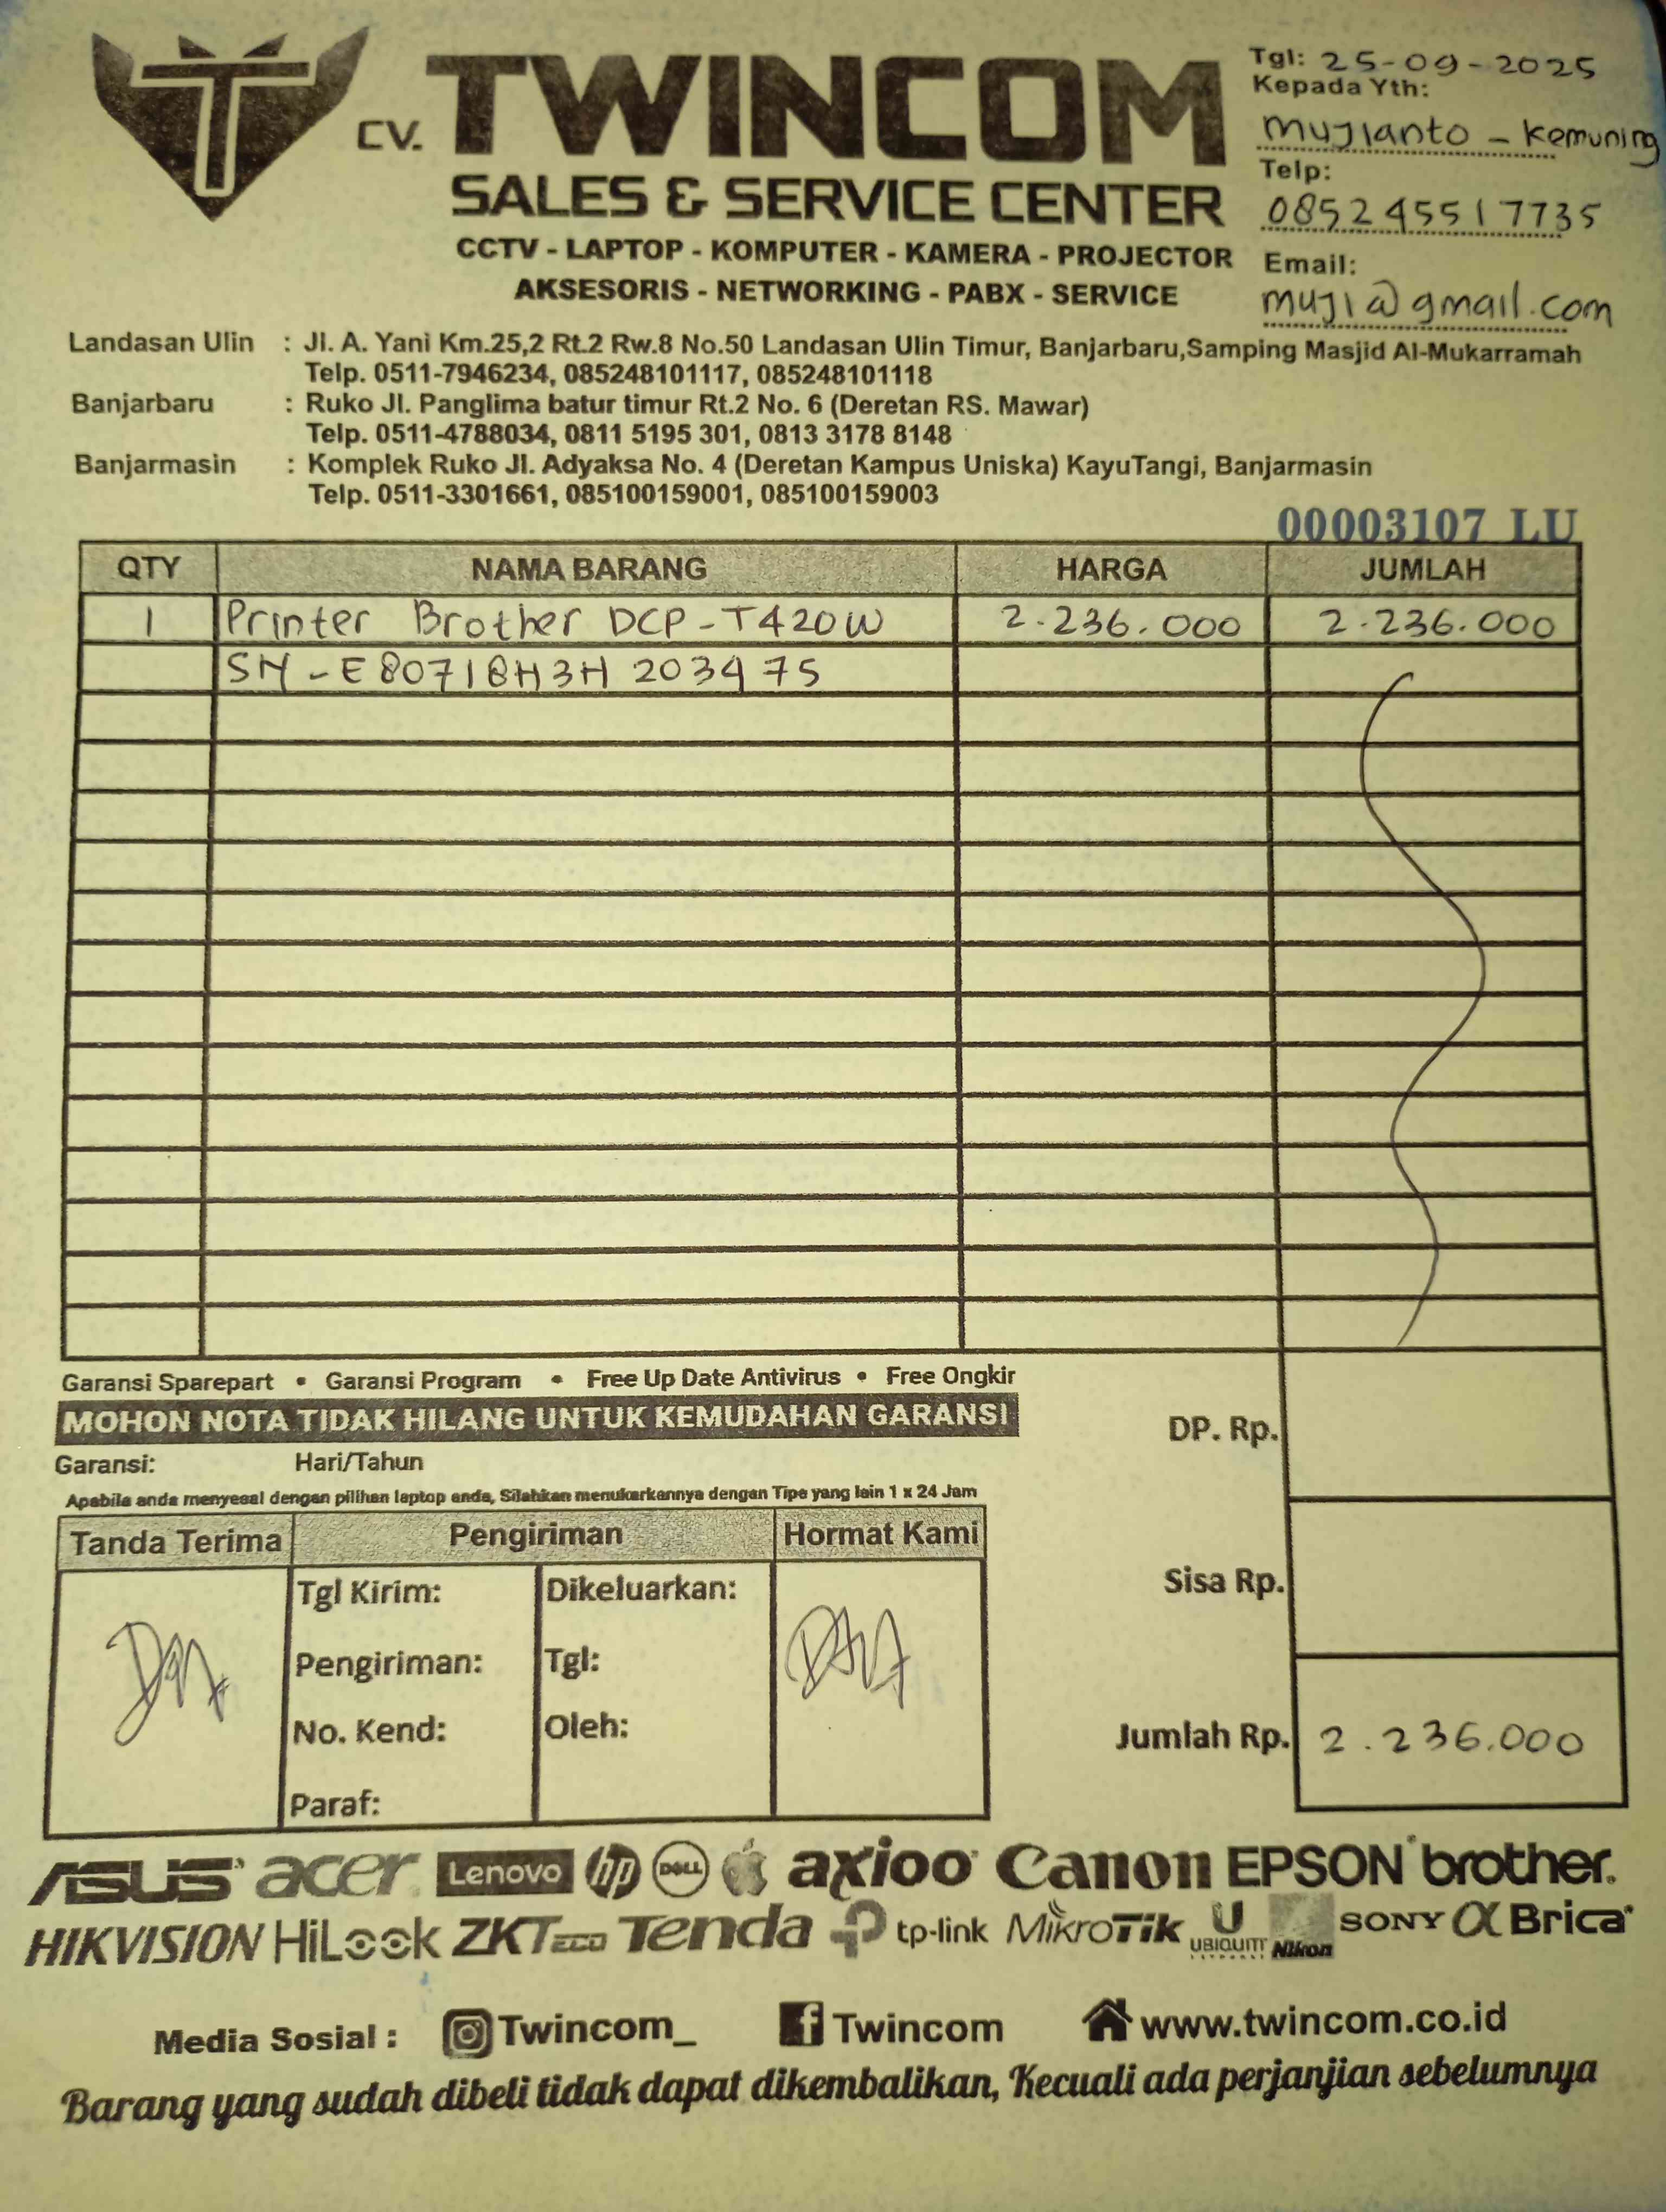 CV. TWINCOM
SALES & SERVICE CENTER
CCTV - LAPTOP - KOMPUTER - KAMERA - PROJECTOR
AKSESORIS - NETWORKING - PABX - SERVICE
Tgl: 25-09-2025
Kepada Yth:
Mujianto - Kemuning
Telp:
085245517735
Email:
muji@gmail.com
Landasan Ulin : Jl. A. Yani Km.25,2 Rt.2 Rw.8 No.50 Landasan Ulin Timur, Banjarbaru,Samping Masjid Al-Mukarramah
Telp. 0511-7946234, 085248101117, 085248101118
Banjarbaru : Ruko Jl. Panglima batur timur Rt.2 No. 6 (Deretan RS. Mawar)
Telp. 0511-4788034, 0811 5195 301, 0813 3178 8148
Banjarmasin : Komplek Ruko Jl. Adyaksa No. 4 (Deretan Kampus Uniska) KayuTangi, Banjarmasin
Telp. 0511-3301661, 085100159001, 085100159003
00003107 LU
QTY NAMA BARANG HARGA JUMLAH
1 Printer Brother DCP-T420W 2.236.000 2.236.000
SN-E80718H3H203475
Garansi Sparepart • Garansi Program • Free Up Date Antivirus • Free Ongkir
MOHON NOTA TIDAK HILANG UNTUK KEMUDAHAN GARANSI
Garansi: Hari/Tahun
Apabila anda menyesal dengan pilihan laptop anda, Silahkan menukarkannya dengan Tipe yang lain 1 x 24 Jam
DP. Rp.
Sisa Rp.
Jumlah Rp. 2.236.000
Tanda Terima Pengiriman Hormat Kami
Tgl Kirim: Dikeluarkan:
Pengiriman: Tgl:
No. Kend: Oleh:
Paraf:
ASUS acer Lenovo hp DELL axioo Canon EPSON brother
HIKVISION HiLook ZKTeco Tenda tp-link MikroTik U UBIQUITI Nikon SONY α Brica
Media Sosial : Twincom_ f Twincom www.twincom.co.id
Barang yang sudah dibeli tidak dapat dikembalikan, Kecuali ada perjanjian sebelumnya